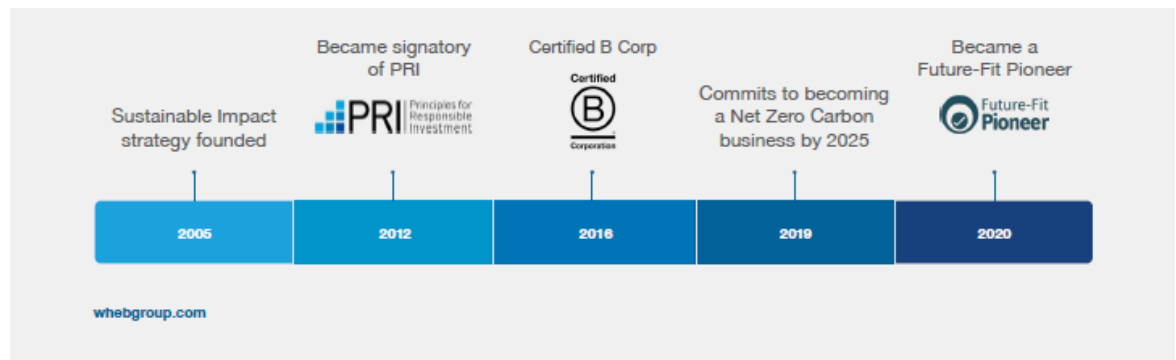 Sustainable Impact
strategy founded
Became signatory
of PRI
PRI
Principles for
Responsible
Investment
Certified B Corp
Certified
B
Corporation
Commits to becoming
a Net Zero Carbon
business by 2025
Became a
Future-Fit Pioneer
Future-Fit
Pioneer
2005
2012
2016
2019
2020
whebgroup.com